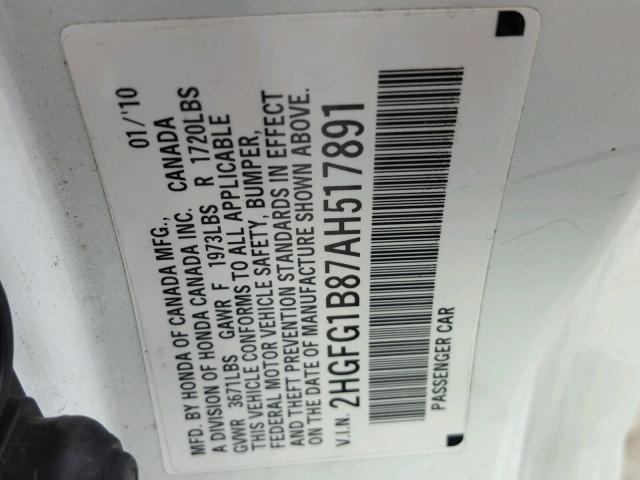 MFD. BY HONDA OF CANADA MFG., 01/'10
A DIVISION OF HONDA CANADA INC. CANADA
GVWR 3671LBS GAWR F 1973LBS R 1720LBS
THIS VEHICLE CONFORMS TO ALL APPLICABLE
FEDERAL MOTOR VEHICLE SAFETY, BUMPER,
AND THEFT PREVENTION STANDARDS IN EFFECT
ON THE DATE OF MANUFACTURE SHOWN ABOVE.
V.I.N. 2HGFG1B87AH517891
PASSENGER CAR